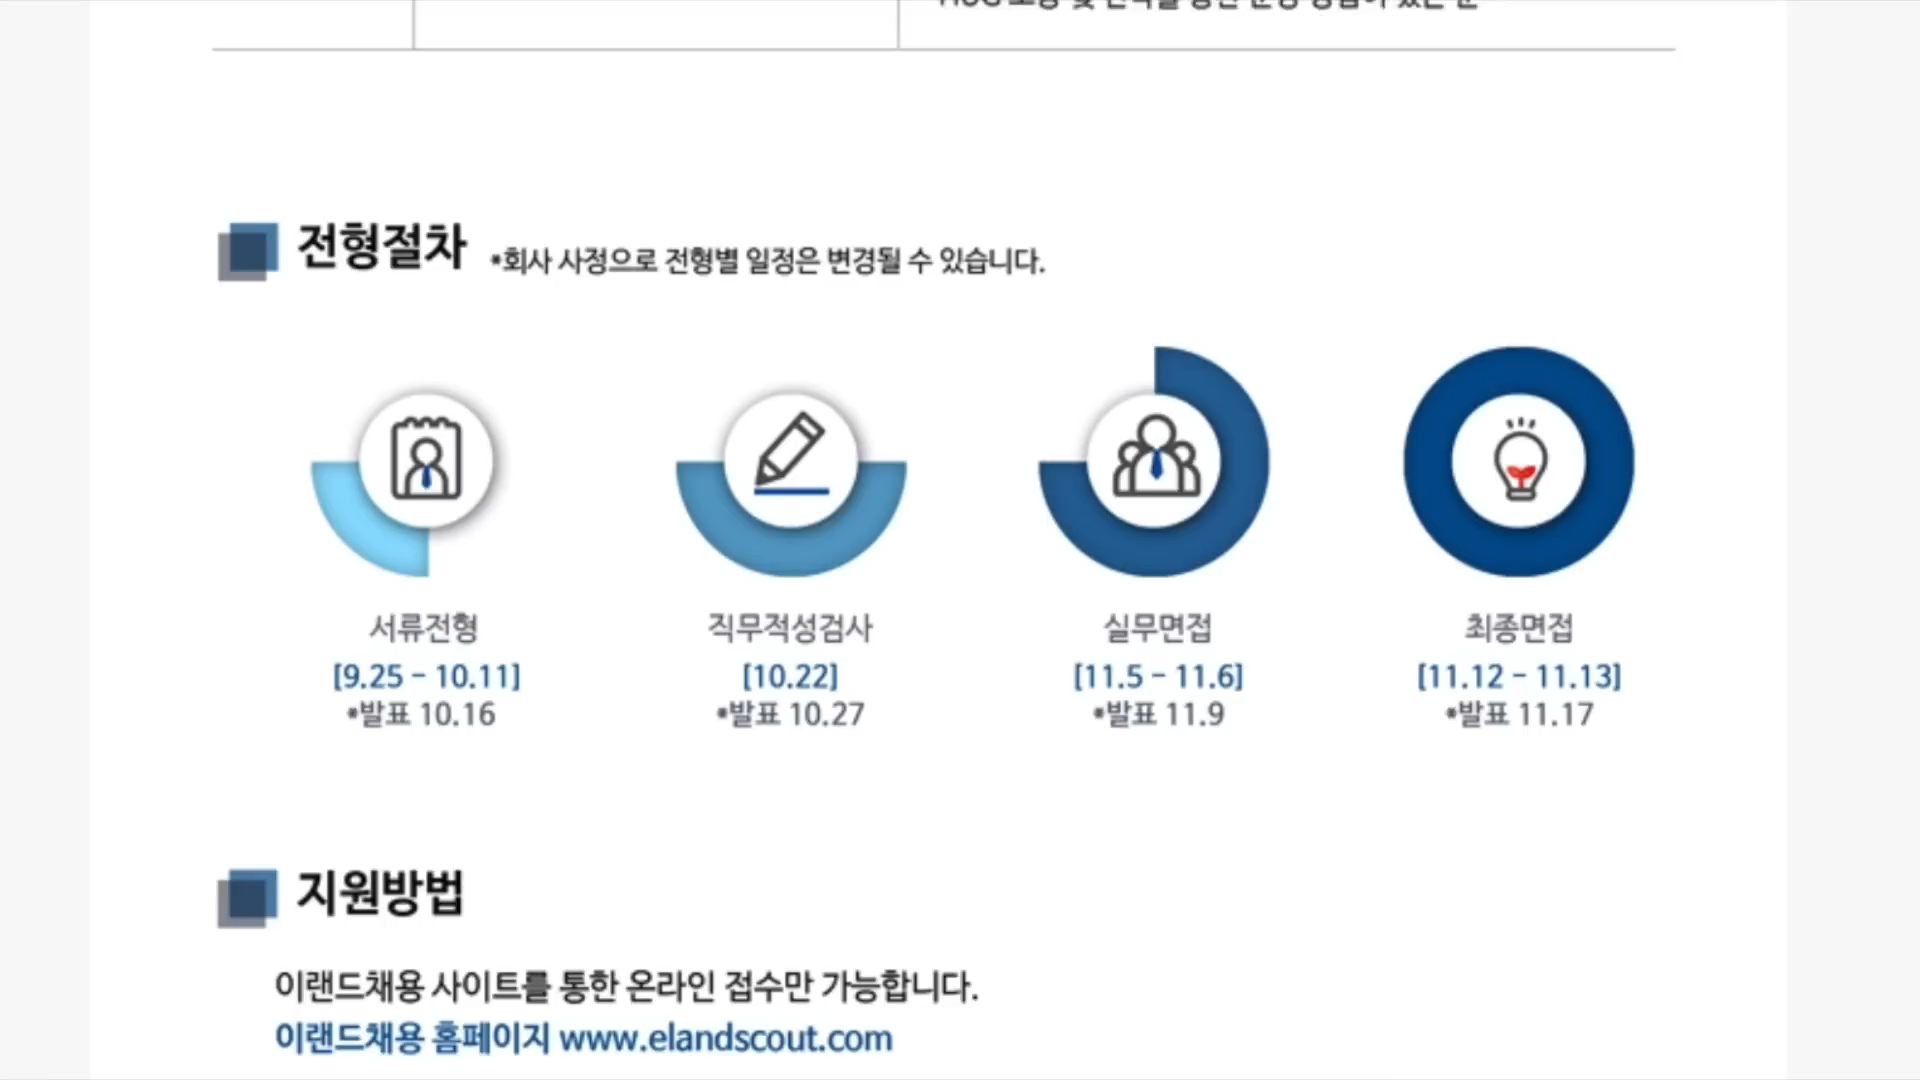 전형절차 *회사 사정으로 전형별 일정은 변경될 수 있습니다.
서류전형
[9.25 - 10.11]
*발표 10.16
직무적성검사
[10.22]
*발표 10.27
실무면접
[11.5 - 11.6]
*발표 11.9
최종면접
[11.12 - 11.13]
*발표 11.17
지원방법
이랜드채용 사이트를 통한 온라인 접수만 가능합니다.
이랜드채용 홈페이지 www.elandscout.com